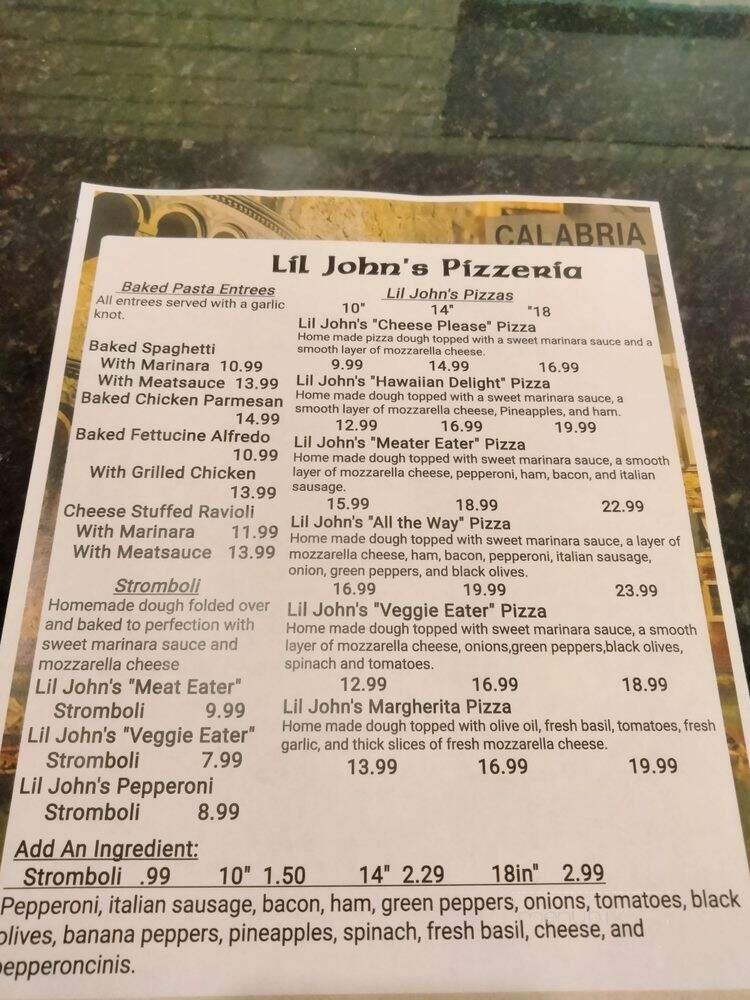 CALABRIA
Lil John's Pizzeria
Baked Pasta Entrees
All entrees served with a garlic
knot.
Baked Spaghetti
With Marinara 10.99
With Meatsauce 13.99
Baked Chicken Parmesan
14.99
Baked Fettucine Alfredo
10.99
With Grilled Chicken
13.99
Cheese Stuffed Ravioli
With Marinara 11.99
With Meatsauce 13.99
Stromboli
Homemade dough folded over
and baked to perfection with
sweet marinara sauce and
mozzarella cheese
Lil John's "Meat Eater"
Stromboli 9.99
Lil John's "Veggie Eater"
Stromboli 7.99
Lil John's Pepperoni
Stromboli 8.99
Lil John's Pizzas
10" 14" "18
Lil John's "Cheese Please" Pizza
Home made pizza dough topped with a sweet marinara sauce and a
smooth layer of mozzarella cheese.
9.99 14.99 16.99
Lil John's "Hawaiian Delight" Pizza
Home made dough topped with a sweet marinara sauce, a
smooth layer of mozzarella cheese, Pineapples, and ham.
12.99 16.99 19.99
Lil John's "Meater Eater" Pizza
Home made dough topped with sweet marinara sauce, a smooth
layer of mozzarella cheese, pepperoni, ham, bacon, and italian
sausage.
15.99 18.99 22.99
Lil John's "All the Way" Pizza
Home made dough topped with sweet marinara sauce, a layer of
mozzarella cheese, ham, bacon, pepperoni, italian sausage,
onion, green peppers, and black olives.
16.99 19.99 23.99
Lil John's "Veggie Eater" Pizza
Home made dough topped with sweet marinara sauce, a smooth
layer of mozzarella cheese, onions,green peppers,black olives,
spinach and tomatoes.
12.99 16.99 18.99
Lil John's Margherita Pizza
Home made dough topped with olive oil, fresh basil, tomatoes, fresh
garlic, and thick slices of fresh mozzarella cheese.
13.99 16.99 19.99
Add An Ingredient:
Stromboli .99 10" 1.50 14" 2.29 18in" 2.99
Pepperoni, italian sausage, bacon, ham, green peppers, onions, tomatoes, black
olives, banana peppers, pineapples, spinach, fresh basil, cheese, and
pepperoncinis.